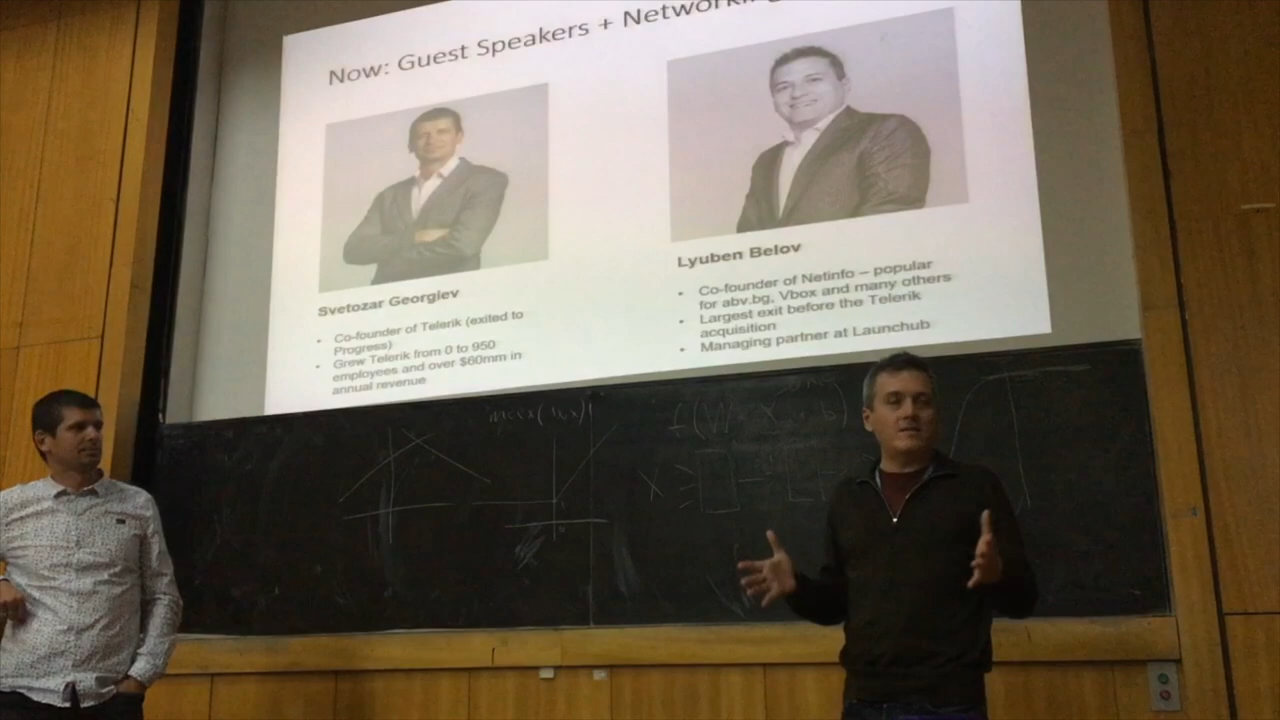 Now: Guest Speakers + Networking
Svetozar Georgiev
• Co-founder of Telerik (exited to
Progress)
• Grew Telerik from 0 to 950
employees and over $60mm in
annual revenue
Lyuben Belov
• Co-founder of Netinfo – popular
for abv.bg, Vbox and many others
• Largest exit before the Telerik
acquisition
• Managing partner at Launchub
X